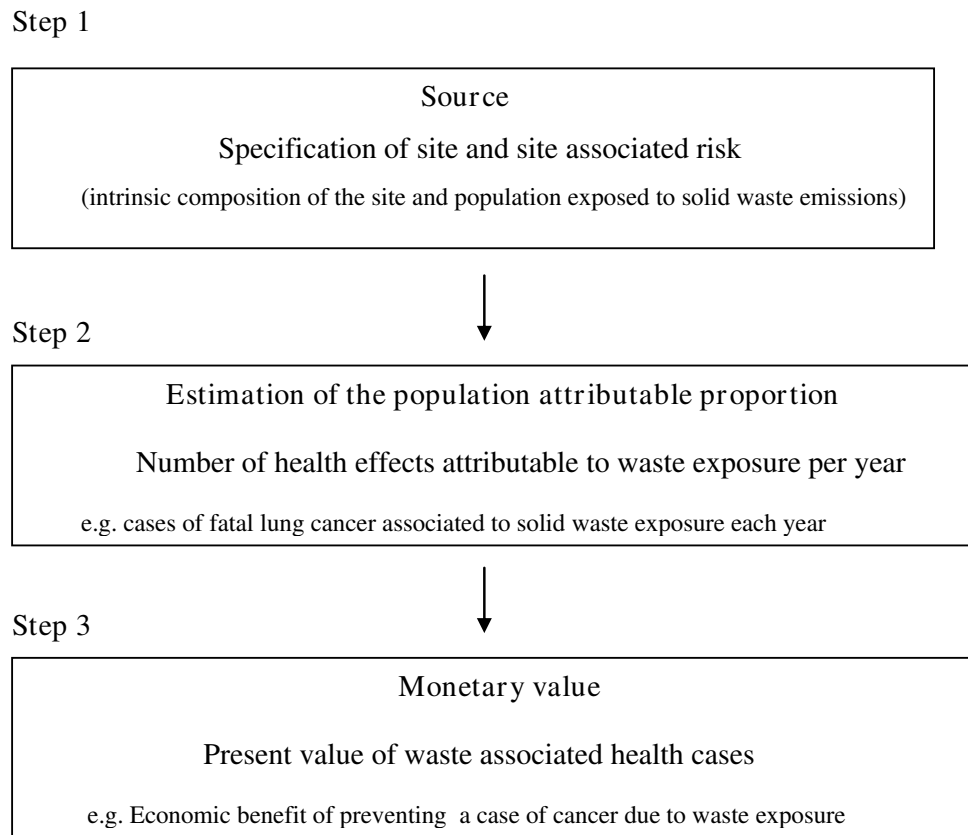 Step 1
Source
Specification of site and site associated risk
(intrinsic composition of the site and population exposed to solid waste emissions)
Step 2
Estimation of the population attributable proportion
Number of health effects attributable to waste exposure per year
e.g. cases of fatal lung cancer associated to solid waste exposure each year
Step 3
Monetary value
Present value of waste associated health cases
e.g. Economic benefit of preventing a case of cancer due to waste exposure